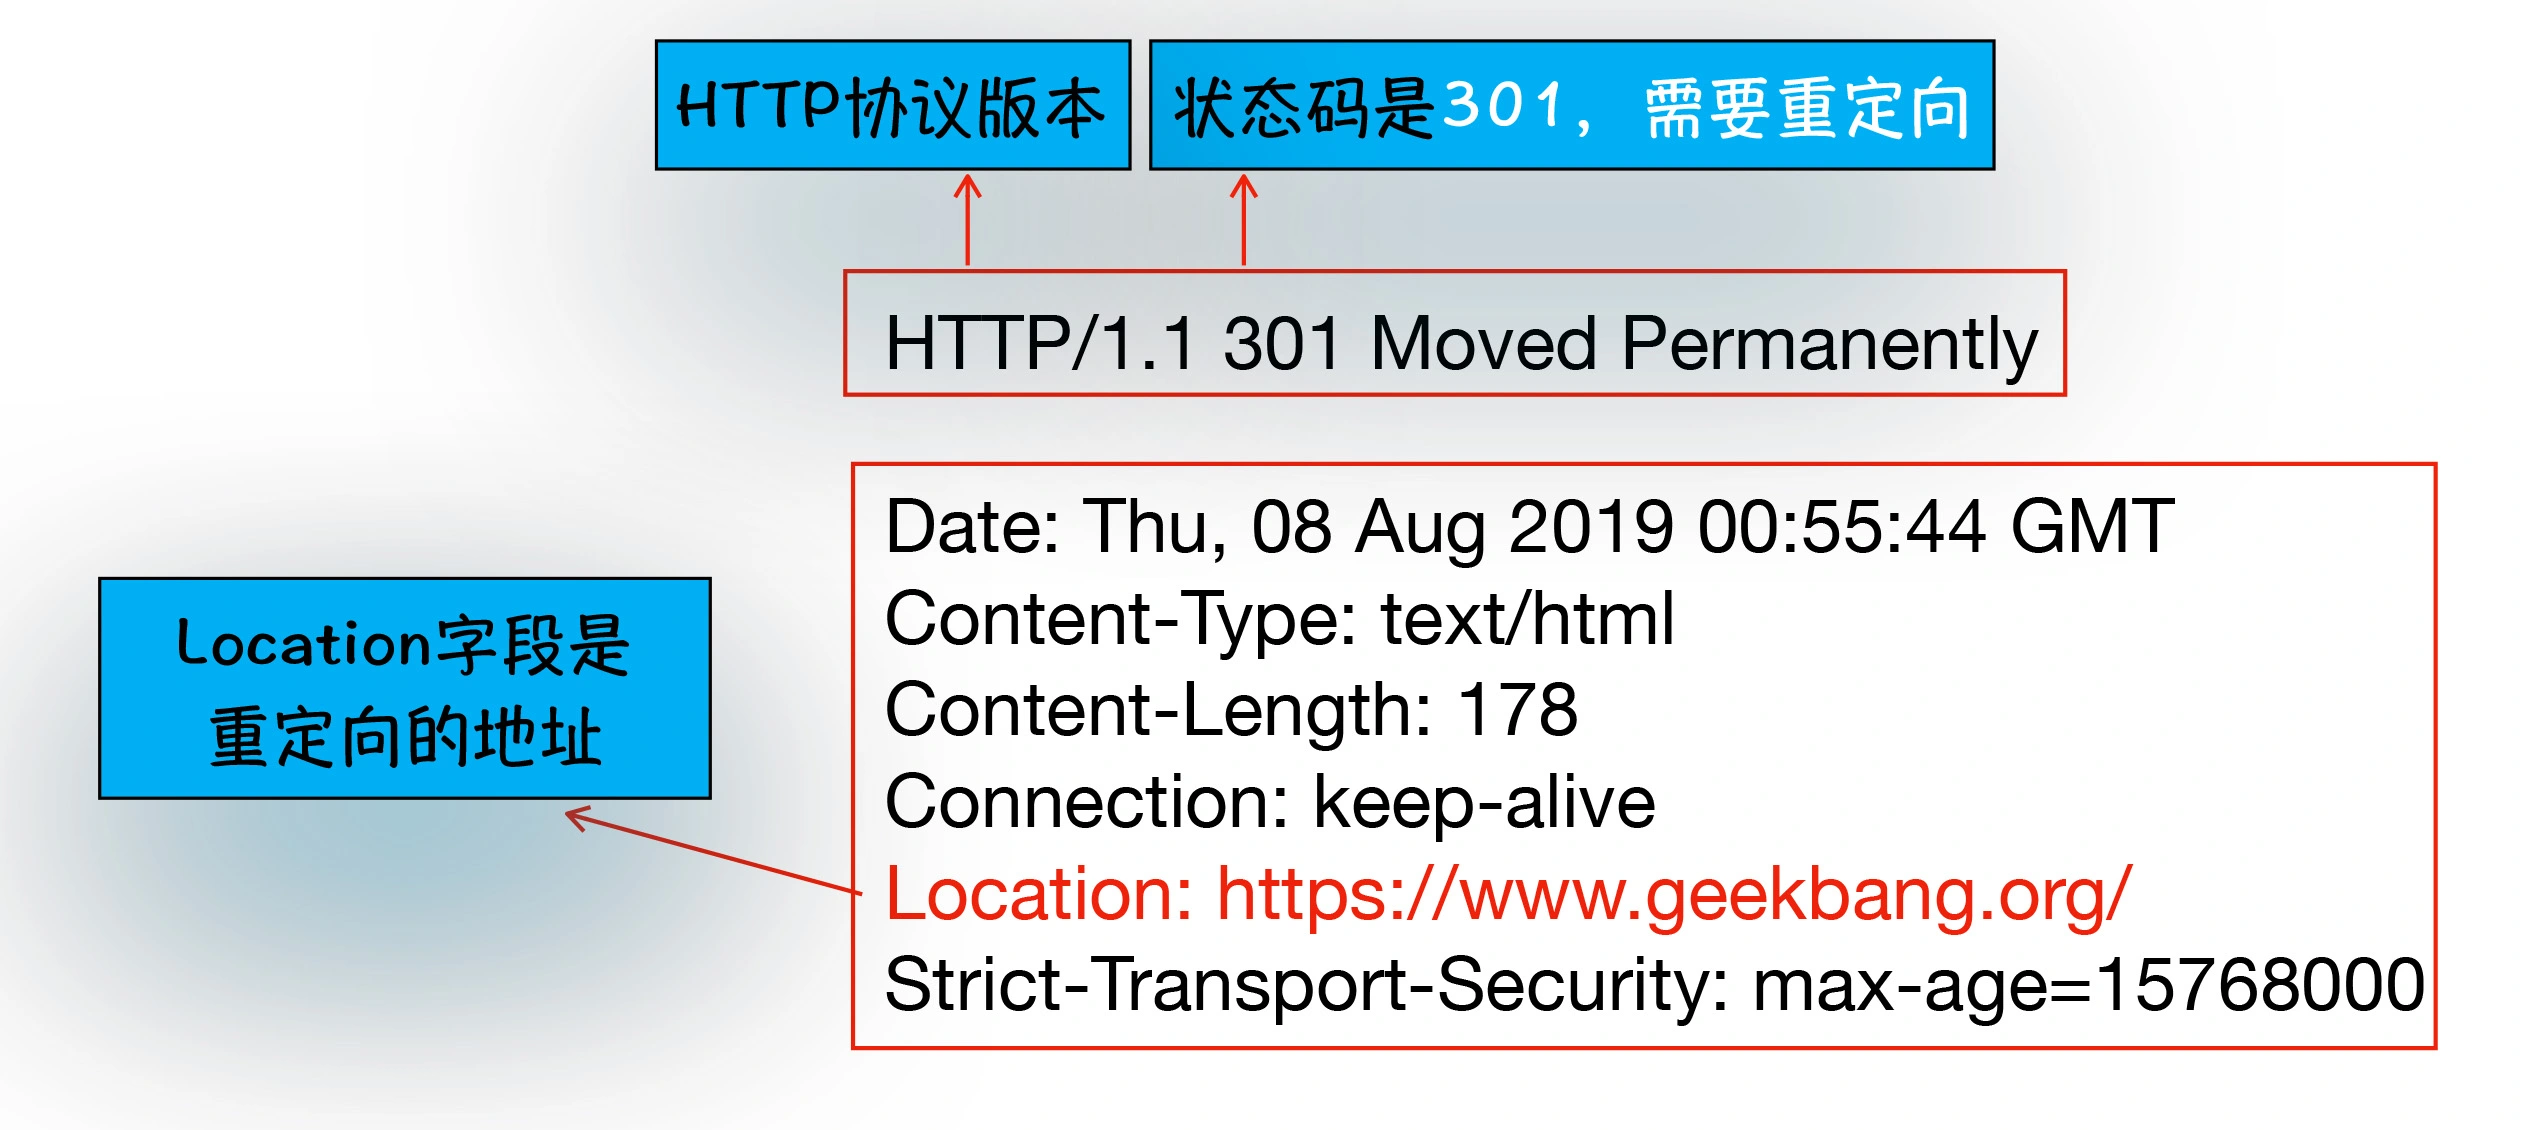 HTTP协议版本
状态码是301，需要重定向
HTTP/1.1 301 Moved Permanently
Date: Thu, 08 Aug 2019 00:55:44 GMT
Content-Type: text/html
Content-Length: 178
Connection: keep-alive
Location: https://www.geekbang.org/
Strict-Transport-Security: max-age=15768000
Location字段是
重定向的地址